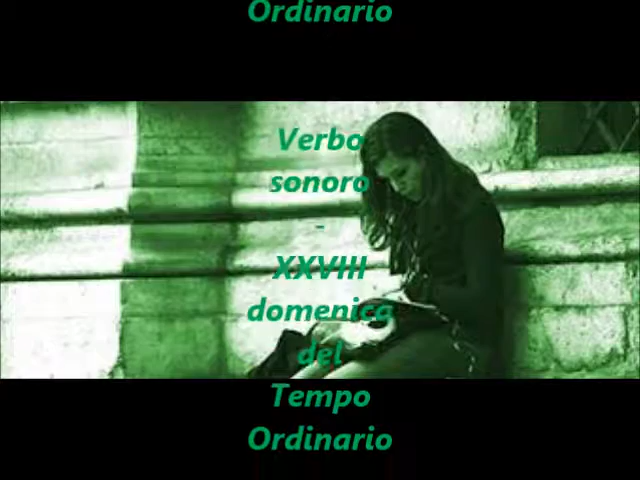 Ordinario
Verbo
sonoro
-
XXVIII
domenica
del
Tempo
Ordinario